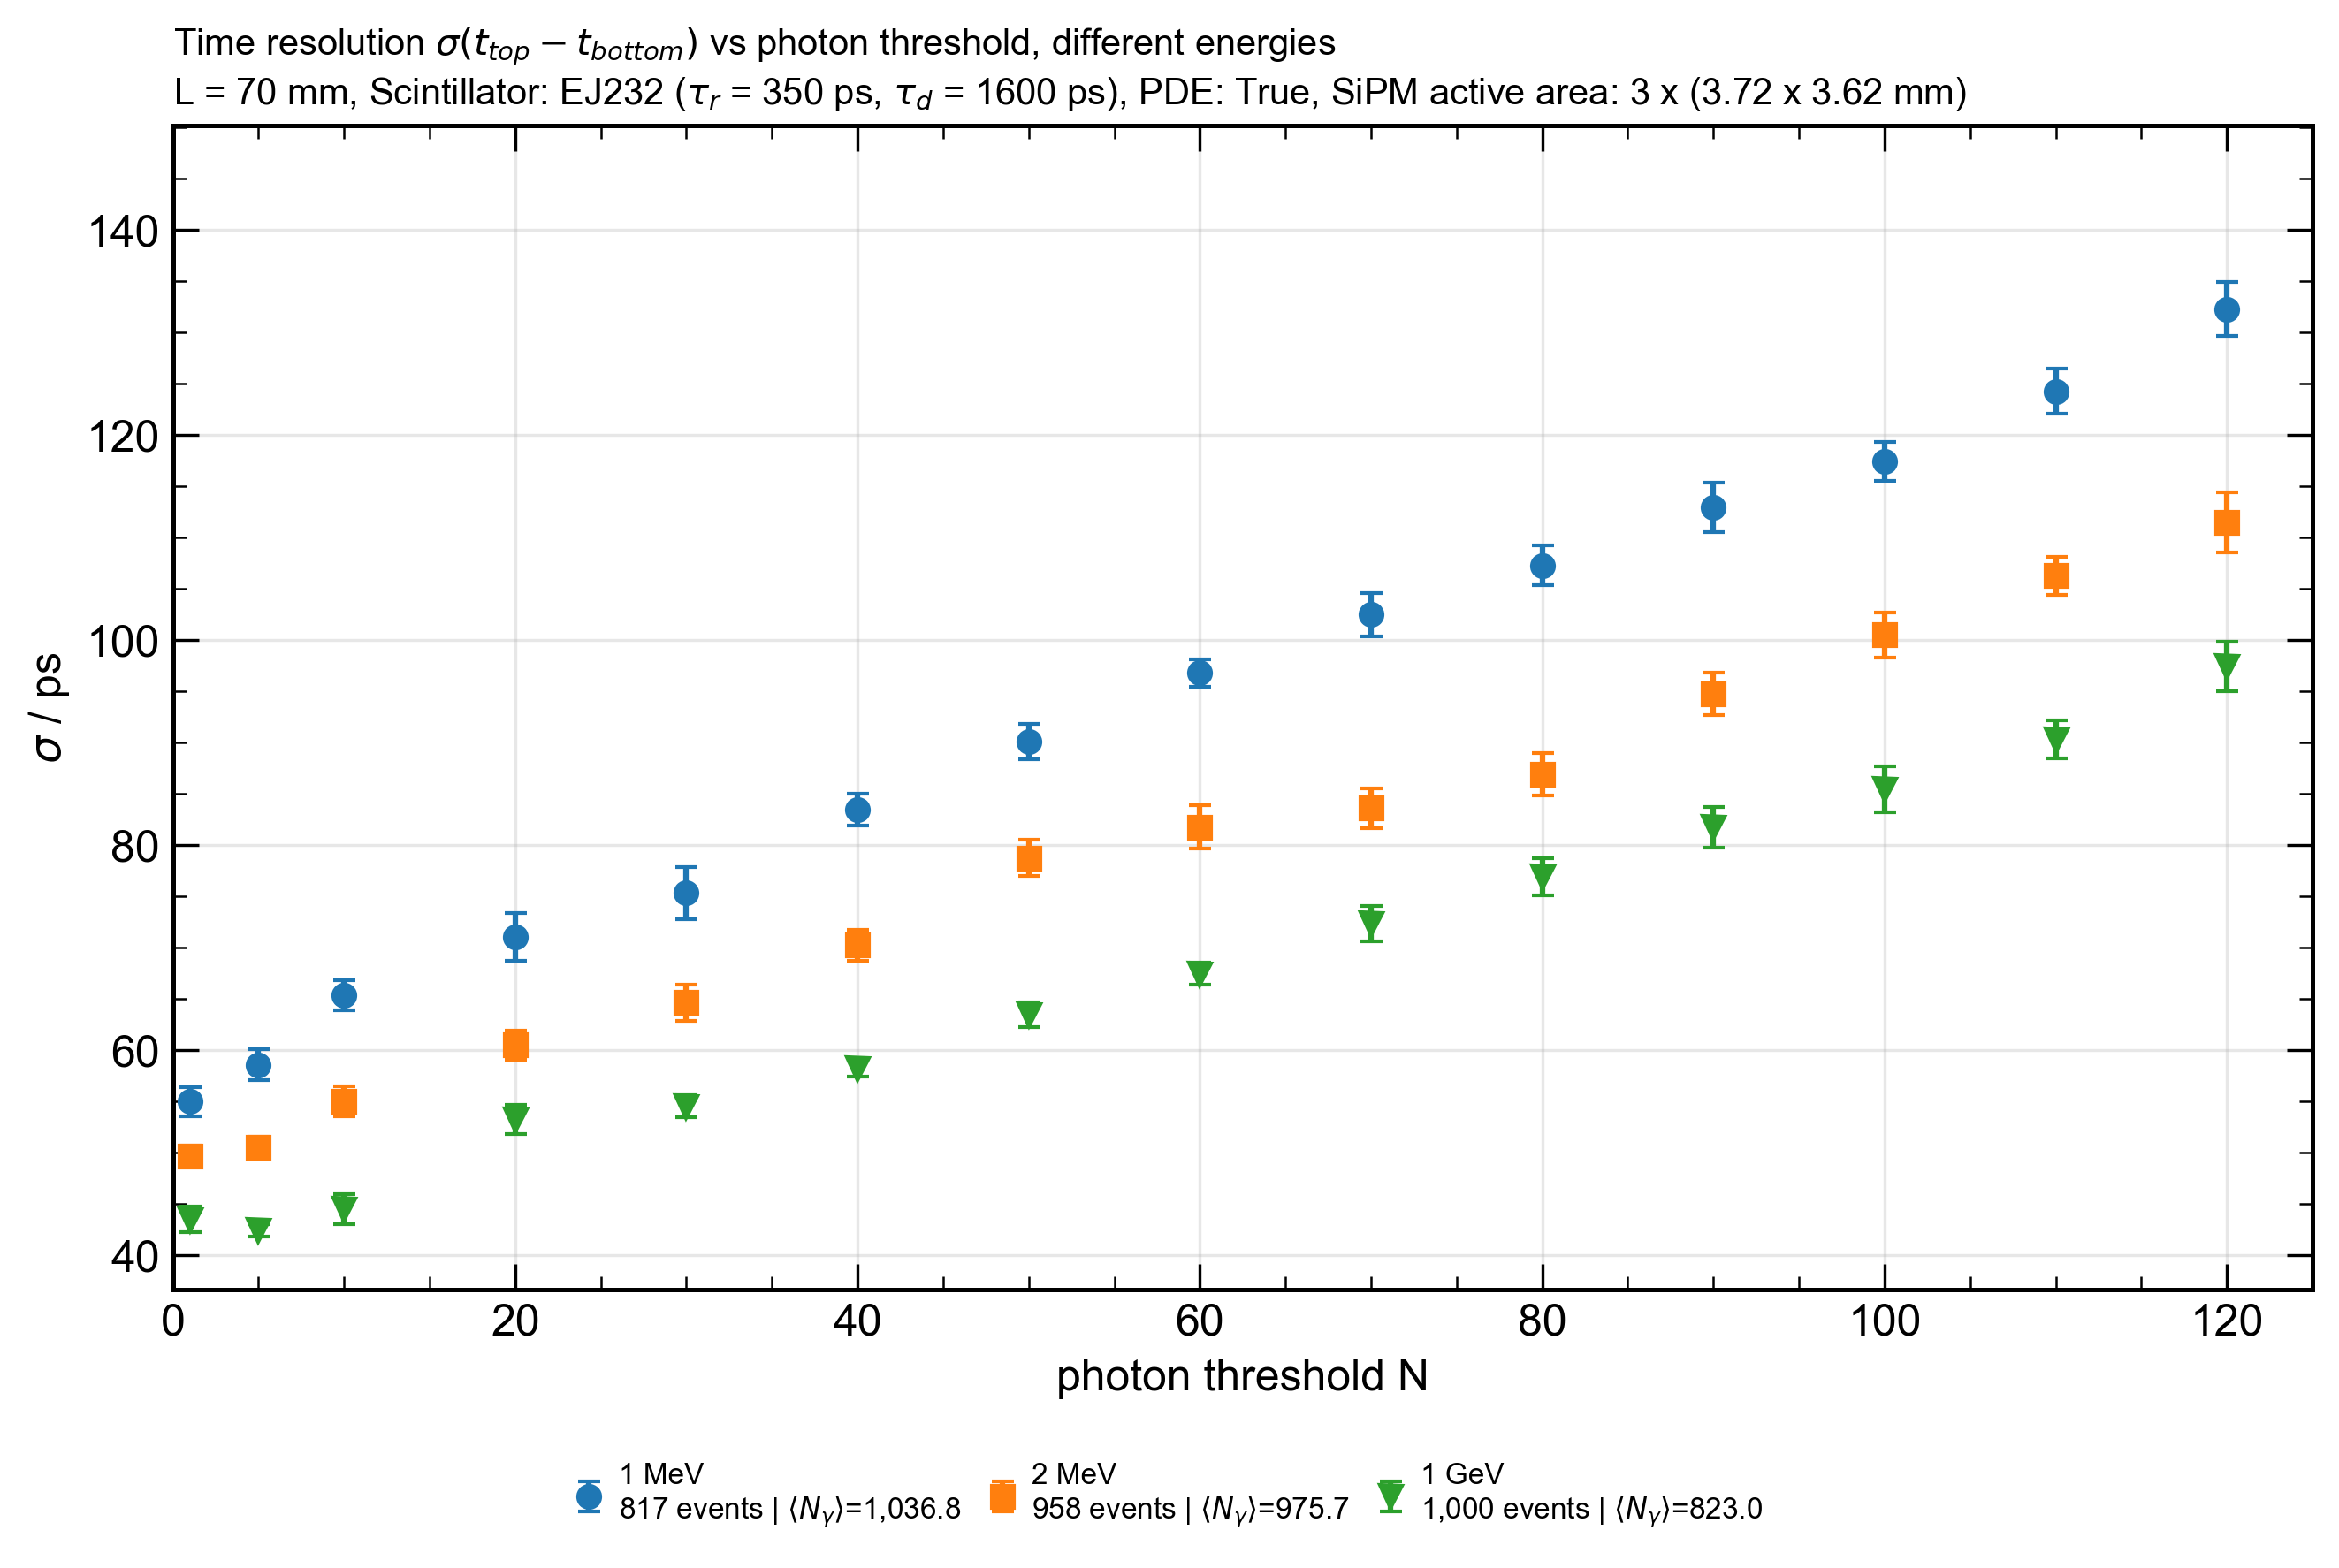 Time resolution σ(t_top − t_bottom) vs photon threshold, different energies
L = 70 mm, Scintillator: EJ232 (τ_r = 350 ps, τ_d = 1600 ps), PDE: True, SiPM active area: 3 x (3.72 x 3.62 mm)
140
120
100
80
60
40
σ / ps
0 20 40 60 80 100 120
photon threshold N
1 MeV
817 events | ⟨N_γ⟩=1,036.8
2 MeV
958 events | ⟨N_γ⟩=975.7
1 GeV
1,000 events | ⟨N_γ⟩=823.0